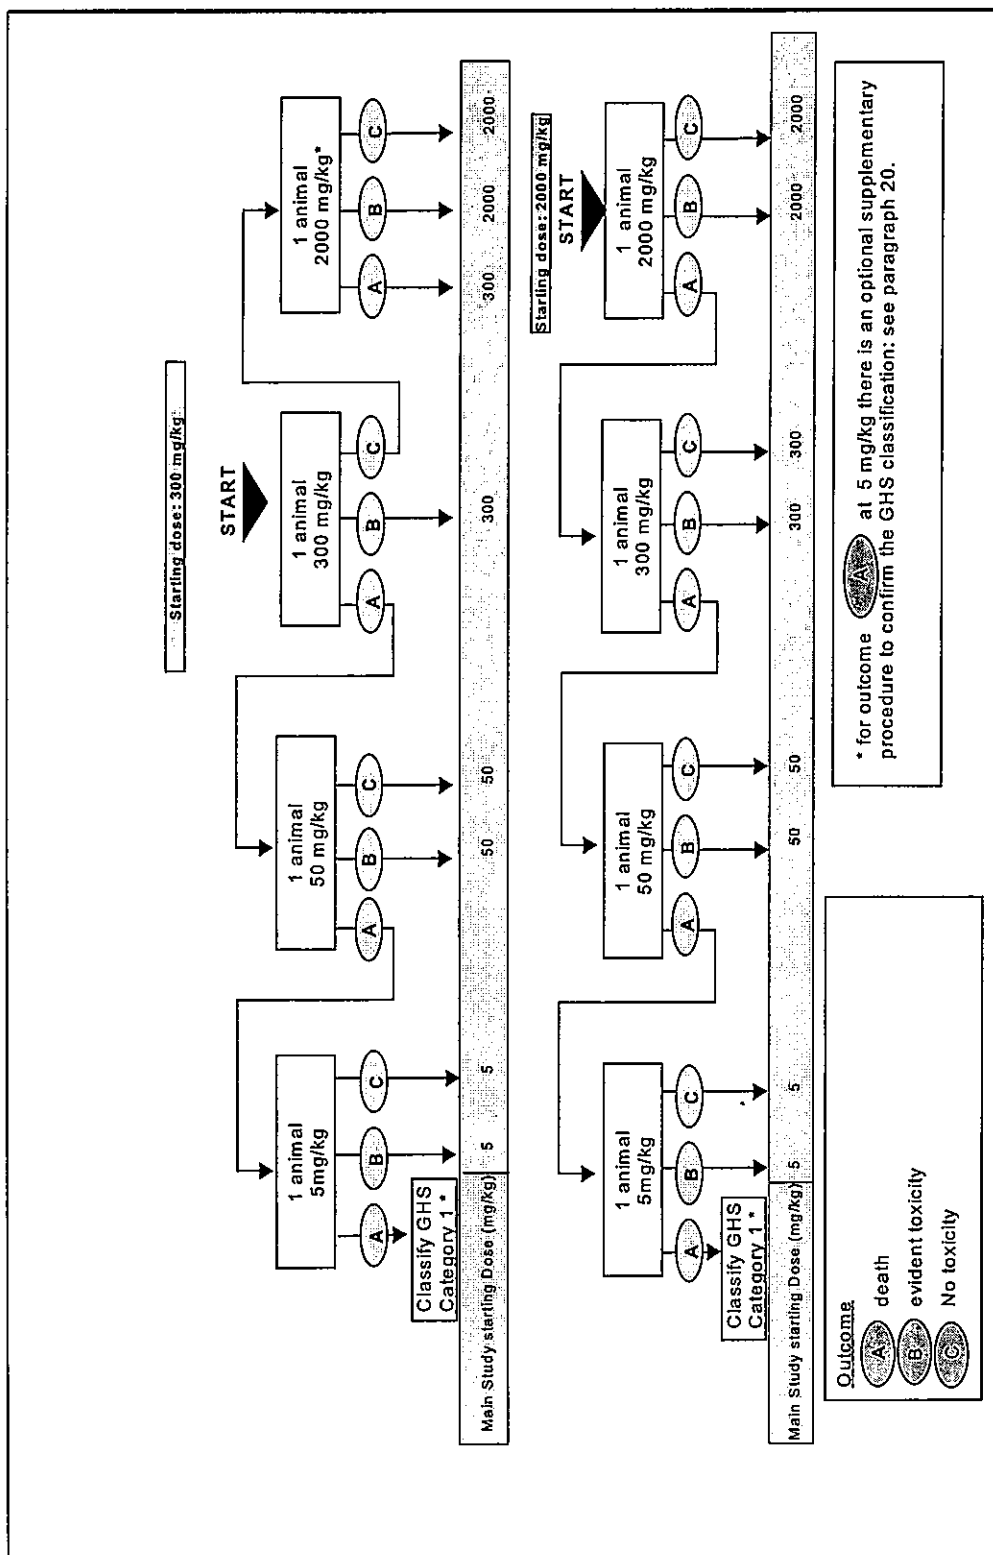 Starting dose: 300 mg/kg
START
1 animal
5mg/kg
1 animal
50 mg/kg
1 animal
300 mg/kg
1 animal
2000 mg/kg*
A B C A B C A B C A B C
Classify GHS
Category 1 *
Main Study starting Dose (mg/kg) 5 5 50 50 300 300 2000 2000
Starting dose: 2000 mg/kg
START
1 animal
5mg/kg
1 animal
50 mg/kg
1 animal
300 mg/kg
1 animal
2000 mg/kg
A B C A B C A B C A B C
Classify GHS
Category 1 *
Main Study starting Dose (mg/kg) 5 5 50 50 300 300 2000 2000
Outcome
A death
B evident toxicity
C No toxicity
* for outcome A at 5 mg/kg there is an optional supplementary
procedure to confirm the GHS classification: see paragraph 20.